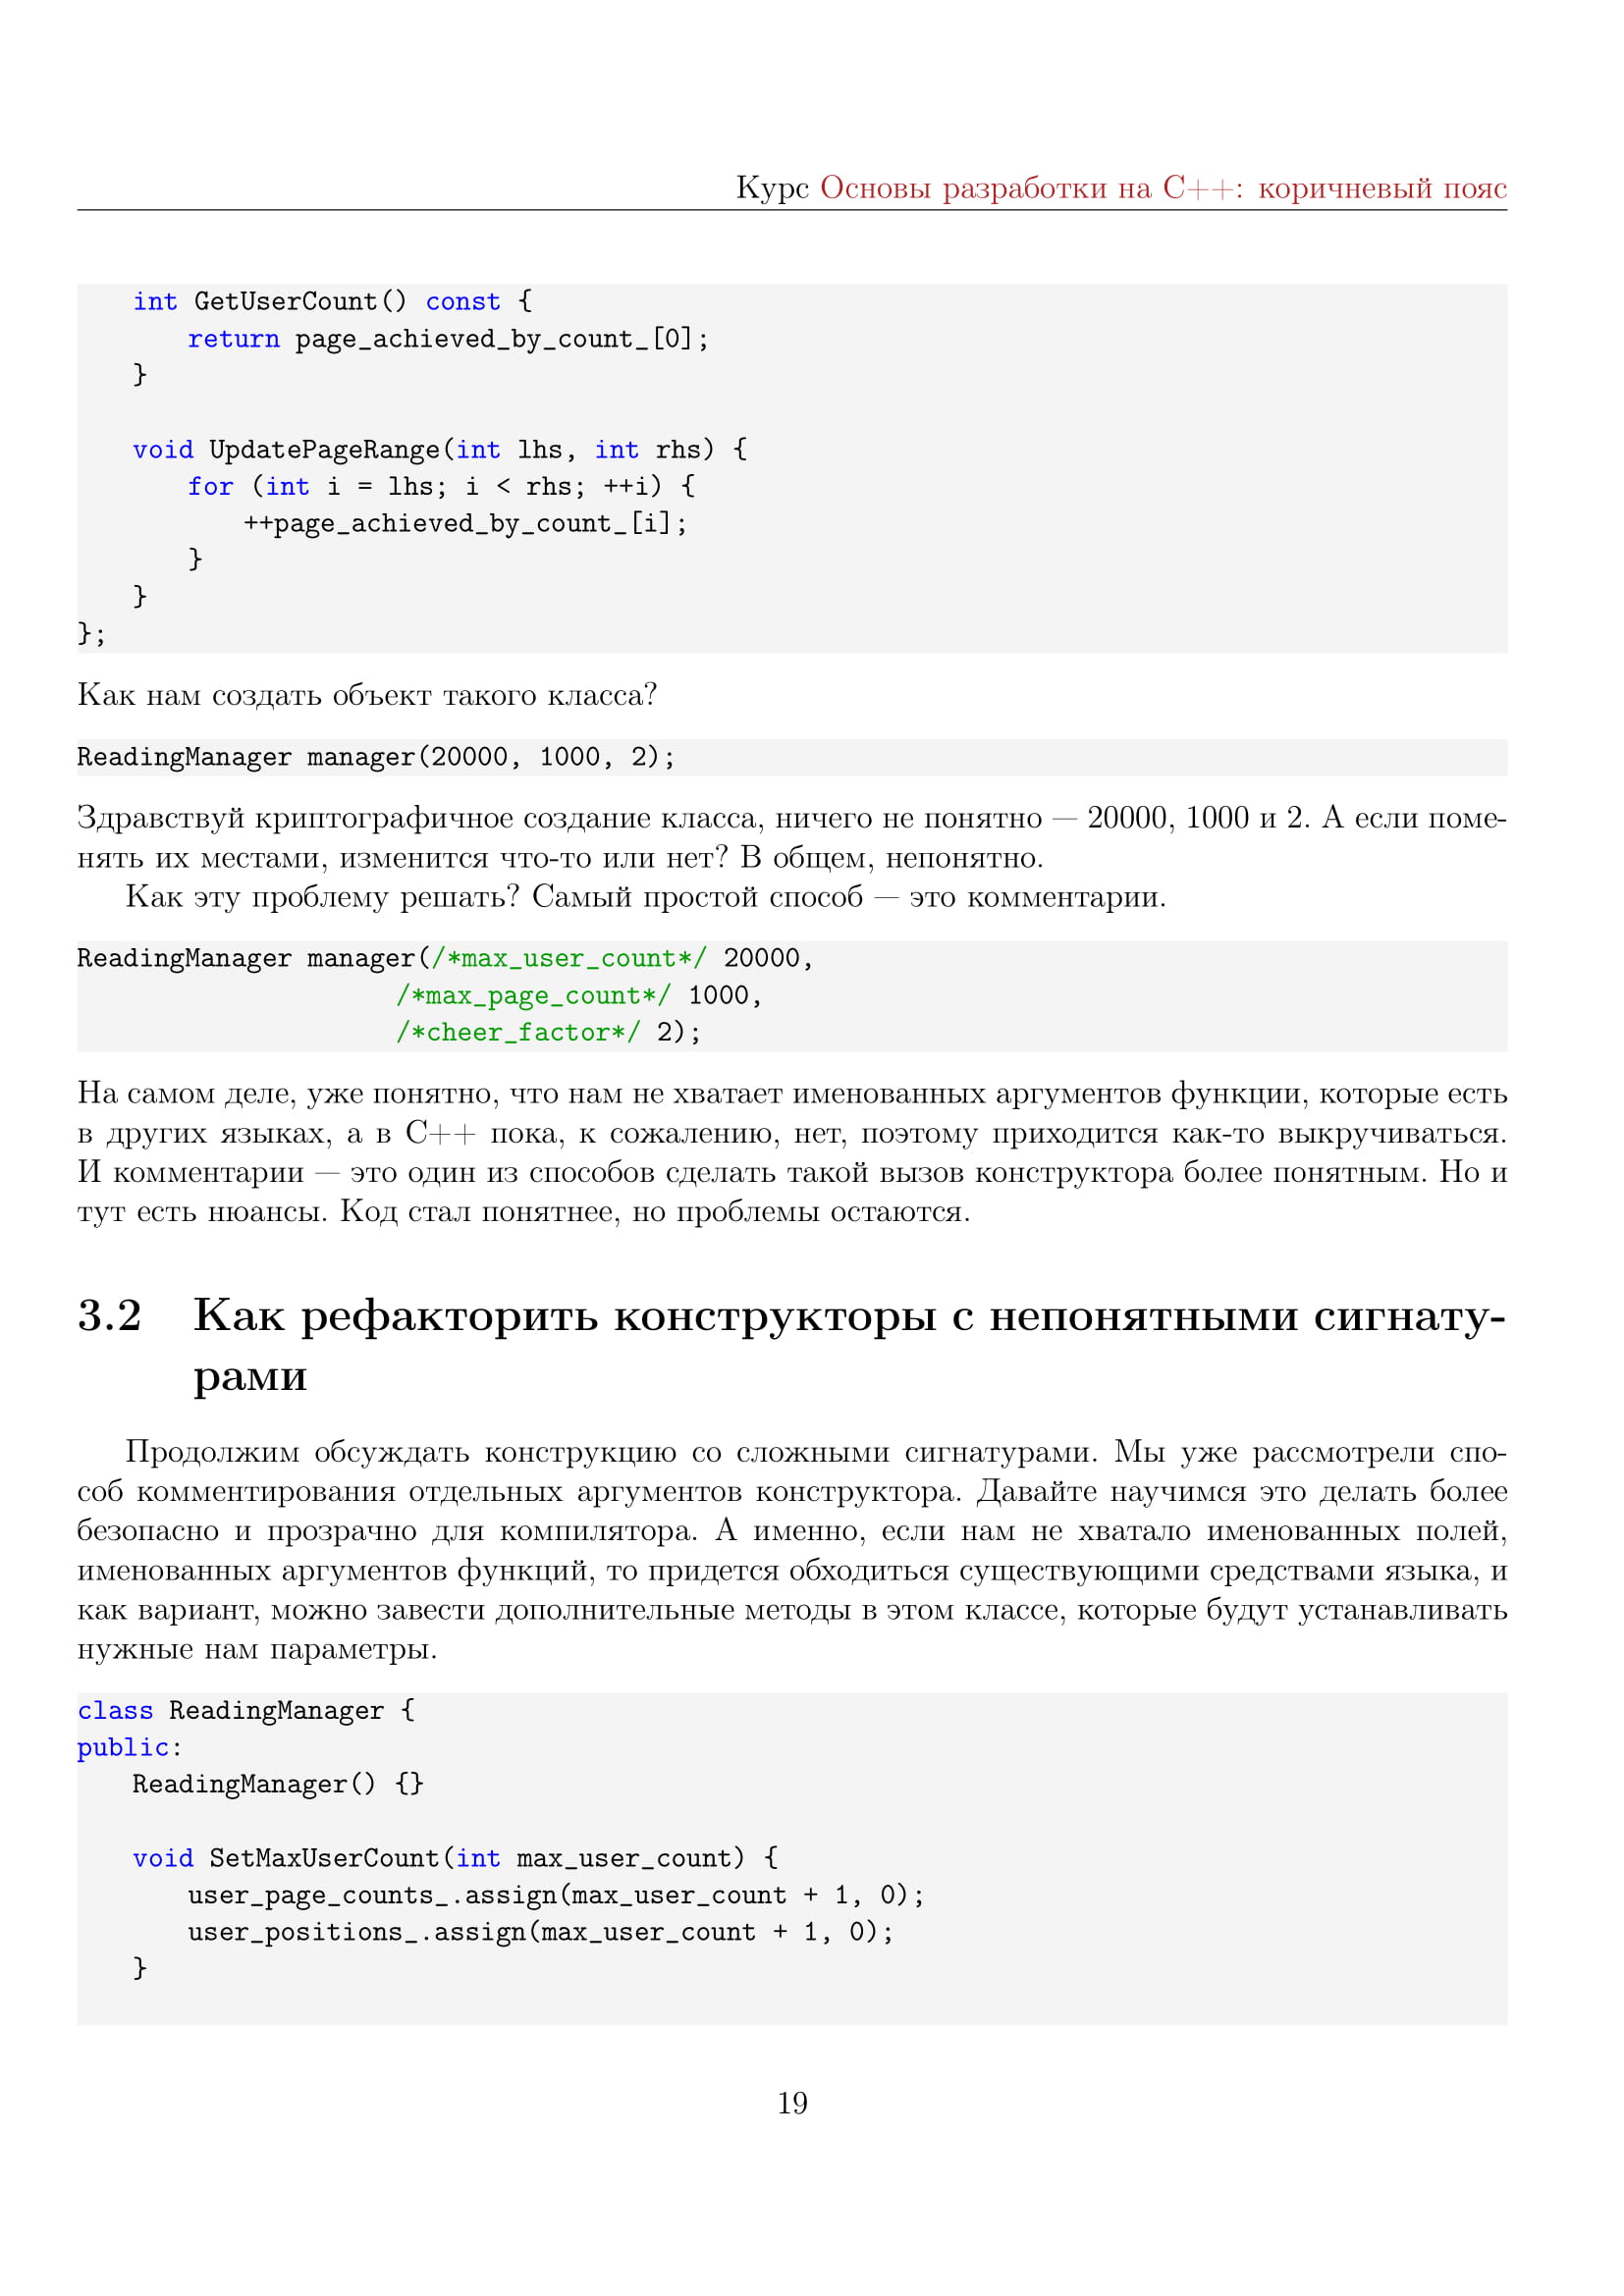 Курс Основы разработки на C++: коричневый пояс
int GetUserCount() const {
return page_achieved_by_count_[0];
}
void UpdatePageRange(int lhs, int rhs) {
for (int i = lhs; i < rhs; ++i) {
++page_achieved_by_count_[i];
}
}
};
Как нам создать объект такого класса?
ReadingManager manager(20000, 1000, 2);
Здравствуй криптографичное создание класса, ничего не понятно — 20000, 1000 и 2. А если поме-
нять их местами, изменится что-то или нет? В общем, непонятно.
Как эту проблему решать? Самый простой способ — это комментарии.
ReadingManager manager(/*max_user_count*/ 20000,
/*max_page_count*/ 1000,
/*cheer_factor*/ 2);
На самом деле, уже понятно, что нам не хватает именованных аргументов функции, которые есть
в других языках, а в C++ пока, к сожалению, нет, поэтому приходится как-то выкручиваться.
И комментарии — это один из способов сделать такой вызов конструктора более понятным. Но и
тут есть нюансы. Код стал понятнее, но проблемы остаются.
3.2 Как рефакторить конструкторы с непонятными сигнату-
рами
Продолжим обсуждать конструкцию со сложными сигнатурами. Мы уже рассмотрели спо-
соб комментирования отдельных аргументов конструктора. Давайте научимся это делать более
безопасно и прозрачно для компилятора. А именно, если нам не хватало именованных полей,
именованных аргументов функций, то придется обходиться существующими средствами языка, и
как вариант, можно завести дополнительные методы в этом классе, которые будут устанавливать
нужные нам параметры.
class ReadingManager {
public:
ReadingManager() {}
void SetMaxUserCount(int max_user_count) {
user_page_counts_.assign(max_user_count + 1, 0);
user_positions_.assign(max_user_count + 1, 0);
}
19